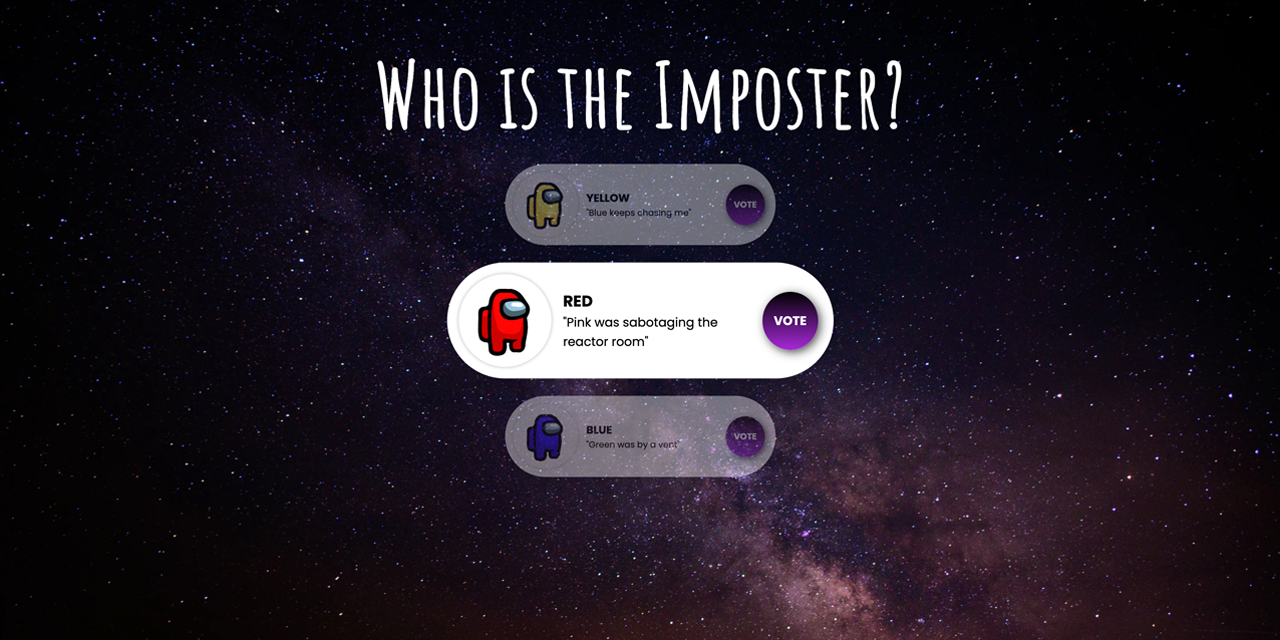 Who is the Imposter?
YELLOW
"Blue keeps chasing me"
VOTE
RED
"Pink was sabotaging the
reactor room"
VOTE
BLUE
"Green was by a vent"
VOTE